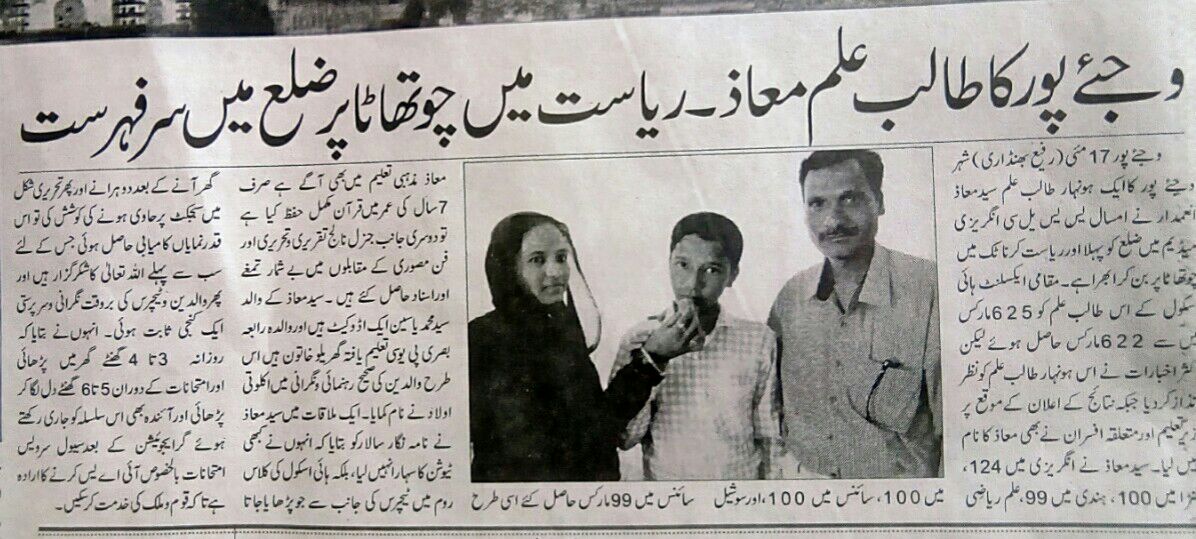 وجئے پور کا طالب علم معاذ۔ ریاست میں چوتھا ٹاپر ضلع میں سرفہرست
وجئے پور 17 مئی (رفیع بھنڈاری) شہر
وجئے پور کا ایک ہونہار طالب علم سید معاذ
انعمدار نے امسال یس یس یل سی انگریزی
میڈیم میں ضلع کو پہلا اور ریاست کرناٹک میں
چوتھا ٹاپر بن کر ابھرا ہے۔ مقامی ایکسلنٹ ہائی
اسکول کے اس طالب علم کو 625 مارکس
میں سے 622 مارکس حاصل ہوئے لیکن
اکثر اخبارات نے اس ہونہار طالب علم کو نظر
انداز کر دیا جبکہ نتائج کے اعلان کے موقع پر
وزیر تعلیم اور متعلقہ افسران نے بھی معاذ کا نام
نہیں لیا۔ سید معاذ نے انگریزی میں 124،
کنڑا میں 100، ہندی میں 99، علم ریاضی
میں 100، سائنس میں 100، اور سوشیل
سائنس میں 99 مارکس حاصل کئے اسی طرح
معاذ مذہبی تعلیم میں بھی آگے ہے صرف
7 سال کی عمر میں قرآن مکمل حفظ کیا ہے
تو دوسری جانب جنرل نالج تقریری و تحریری اور
فن مصوری کے مقابلوں میں بے شمار تمغے
اور اسناد حاصل کئے ہیں۔ سید معاذ کے والد
سید محمد یاسین ایک اڈوکیٹ ہیں اور والدہ رابعہ
بصری پی یو سی تعلیم یافتہ گھریلو خاتون ہیں اس
طرح والدین کی صحیح رہنمائی و نگرانی میں اکلوتی
اولاد نے نام کمایا۔ ایک ملاقات میں سید معاذ
نے نامہ نگار سالار کو بتایا کہ انہوں نے کبھی
ٹیوشن کا سہارا نہیں لیا، بلکہ ہائی اسکول کی کلاس
روم میں ٹیچرس کی جانب سے جو پڑھایا جاتا
گھر آنے کے بعد دوہرانے اور پھر تحریری شکل
میں سبجکٹ پر حاوی ہونے کی کوشش کی تو اس
قدر نمایاں کامیابی حاصل ہوئی جس کے لئے
سب سے پہلے اللہ تعالیٰ کا شکر گزار ہیں اور
پھر والدین و ٹیچرس کی بروقت نگرانی و سرپرستی
ایک کنجی ثابت ہوئی۔ انہوں نے بتایا کہ
روزانہ 3 تا 4 گھنٹے گھر میں پڑھائی
اور امتحانات کے دوران 5 تا 6 گھنٹے دل لگا کر
پڑھائی اور آئندہ بھی اس سلسلہ کو جاری رکھتے
ہوئے گریجویشن کے بعد سیول سرویس
امتحانات بالخصوص آئی اے یس کرنے کا ارادہ
ہے تاکہ قوم و ملک کی خدمت کر سکیں۔